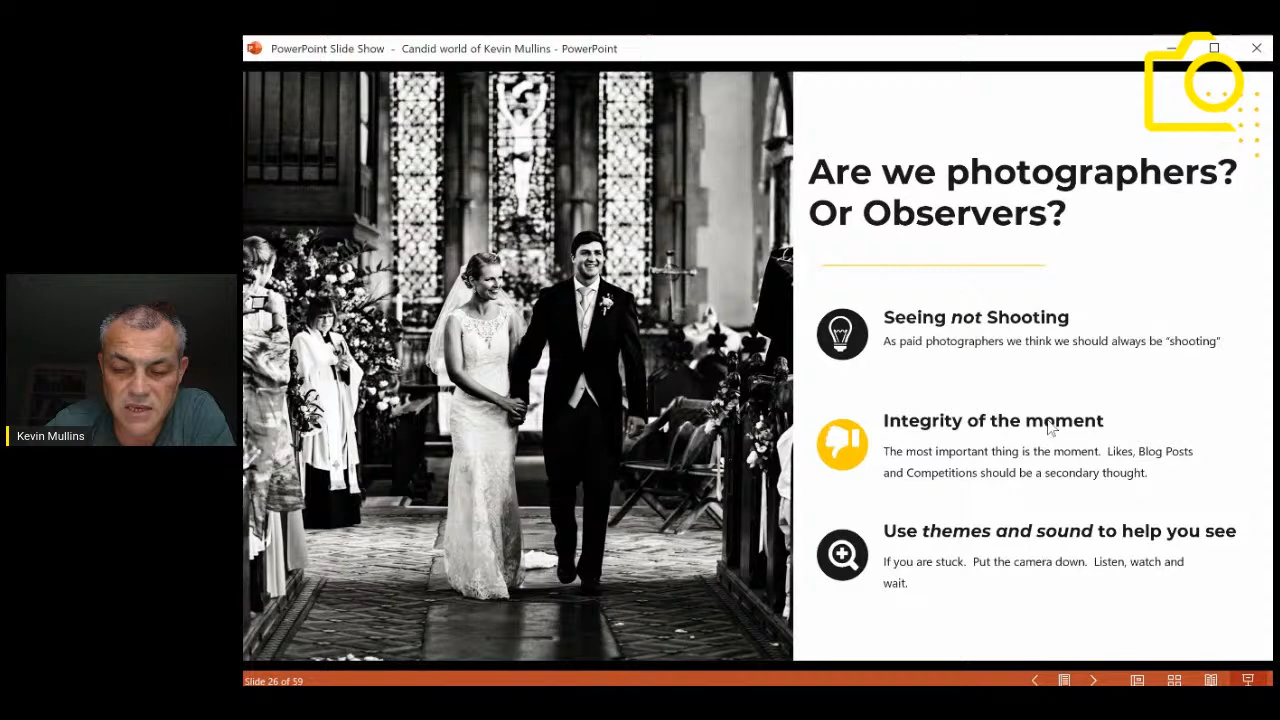 PowerPoint Slide Show - Candid world of Kevin Mullins - PowerPoint
Are we photographers?
Or Observers?
Seeing not Shooting
As paid photographers we think we should always be “shooting”
Integrity of the moment
The most important thing is the moment. Likes, Blog Posts
and Competitions should be a secondary thought.
Use themes and sound to help you see
If you are stuck. Put the camera down. Listen, watch and
wait.
Kevin Mullins
Slide 26 of 59